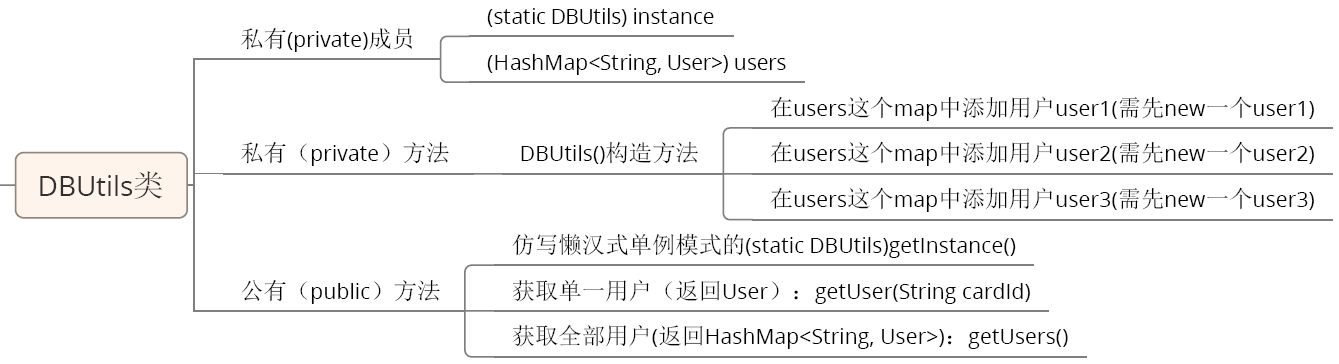 DBUtils类
私有(private)成员
(static DBUtils) instance
(HashMap<String, User>) users
私有（private）方法
DBUtils()构造方法
在users这个map中添加用户user1(需先new一个user1)
在users这个map中添加用户user2(需先new一个user2)
在users这个map中添加用户user3(需先new一个user3)
公有（public）方法
仿写懒汉式单例模式的(static DBUtils)getInstance()
获取单一用户（返回User）：getUser(String cardId)
获取全部用户(返回HashMap<String, User>)：getUsers()